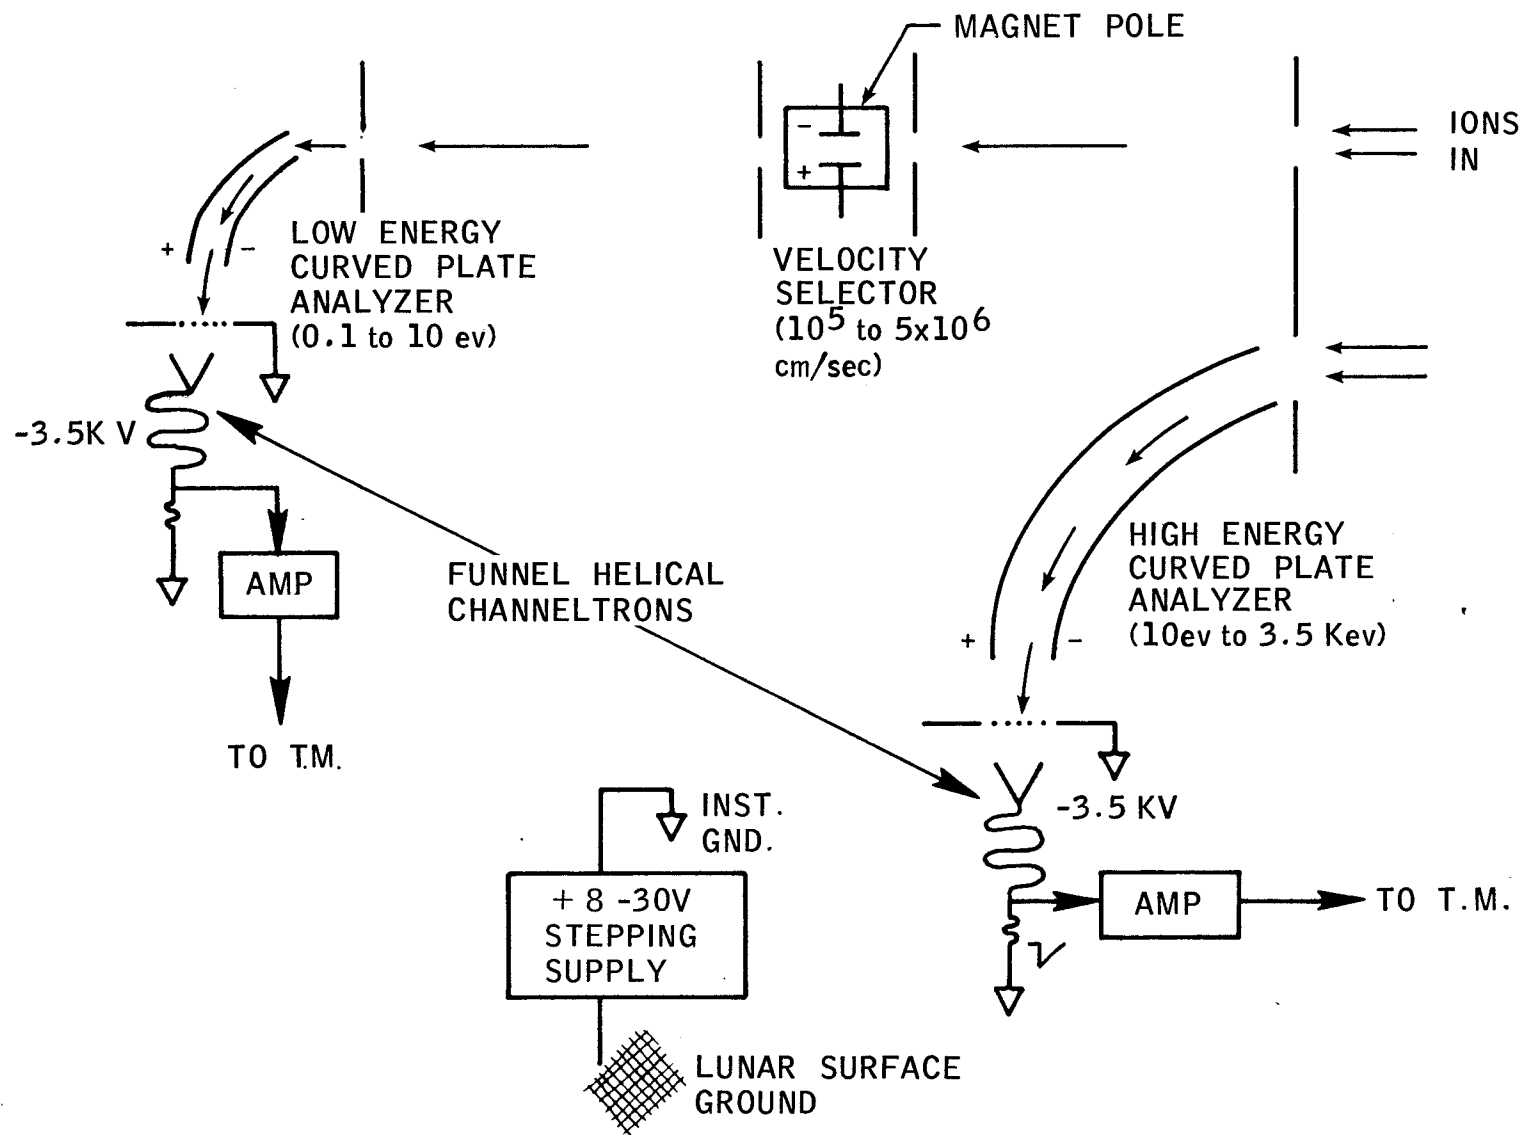 MAGNET POLE
IONS
IN
-
+
LOW ENERGY
CURVED PLATE
ANALYZER
(0.1 to 10 ev)
+ -
VELOCITY
SELECTOR
(10⁵ to 5x10⁶
cm/sec)
-3.5K V
AMP
TO T.M.
FUNNEL HELICAL
CHANNELTRONS
HIGH ENERGY
CURVED PLATE
ANALYZER
(10ev to 3.5 Kev)
+ -
-3.5 KV
AMP
TO T.M.
INST.
GND.
+ 8 -30V
STEPPING
SUPPLY
LUNAR SURFACE
GROUND